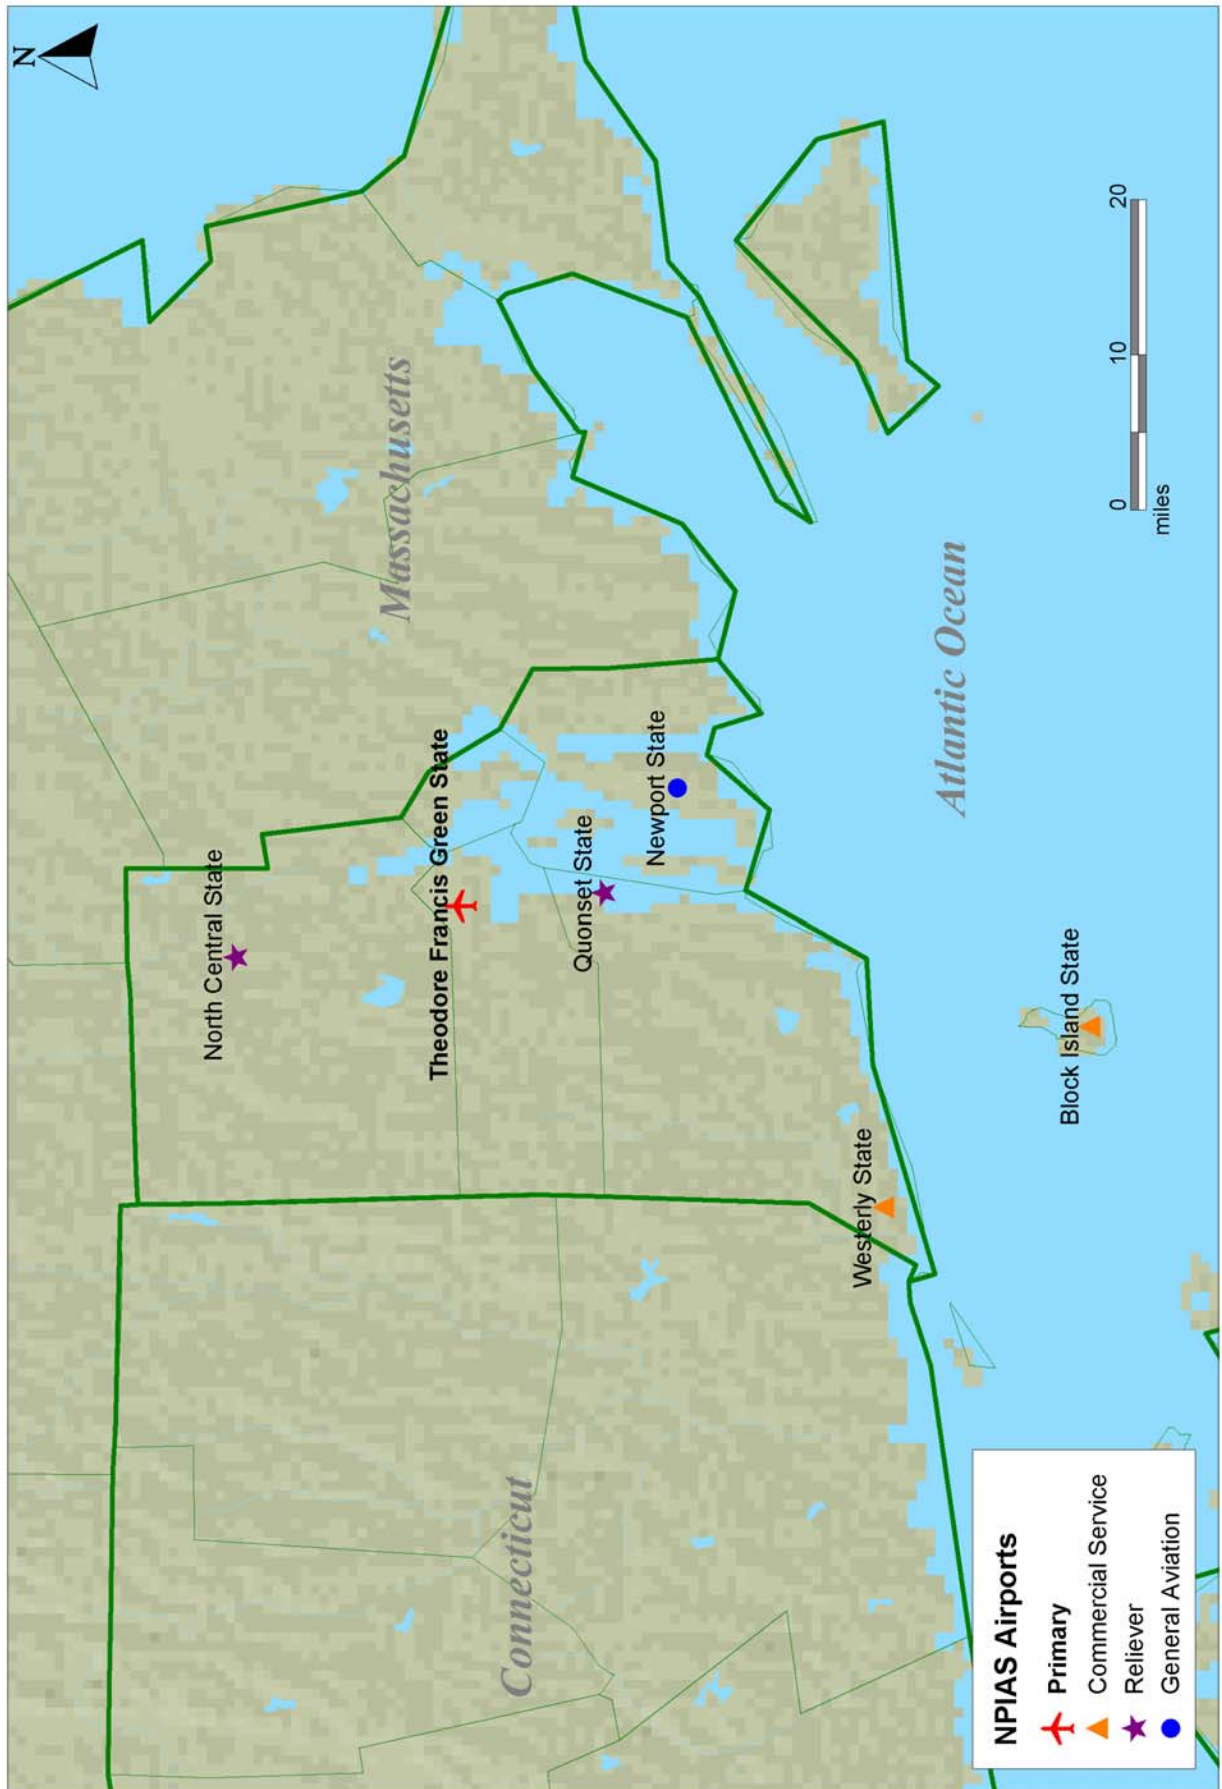 N
Massachusetts
North Central State
Theodore Francis Green State
Quonset State
Newport State
Connecticut
Westerly State
Block Island State
Atlantic Ocean
0 10 20
miles
NPIAS Airports
Primary
Commercial Service
Reliever
General Aviation